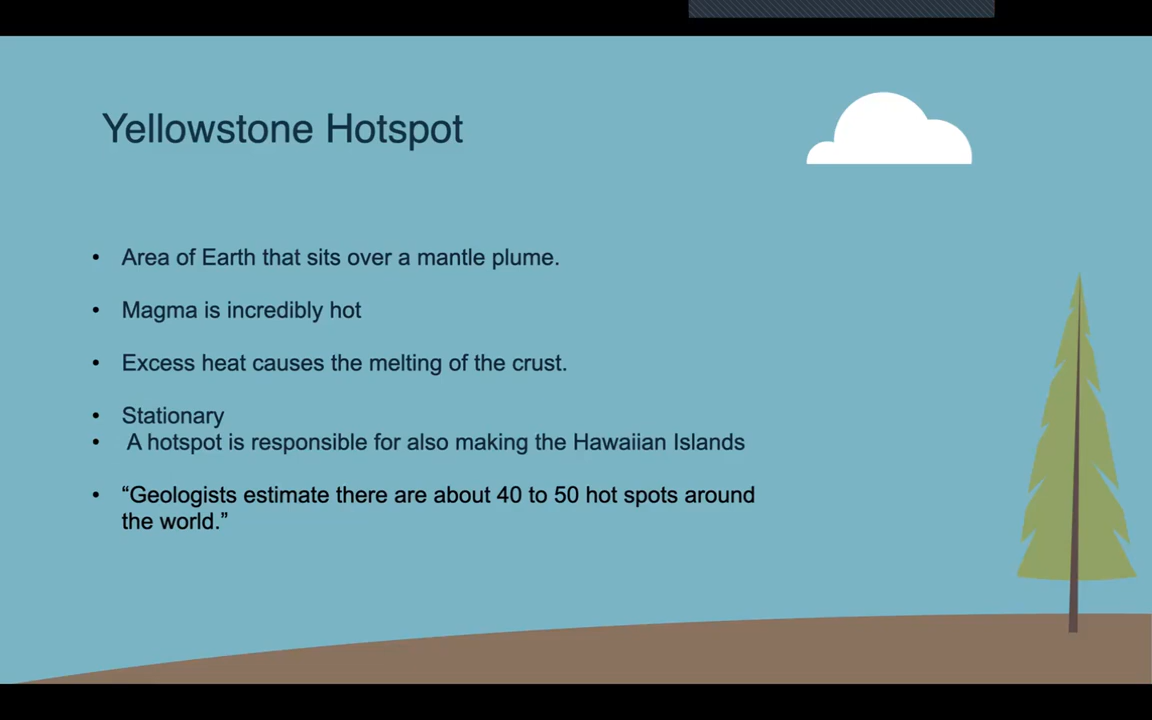 Yellowstone Hotspot
• Area of Earth that sits over a mantle plume.
• Magma is incredibly hot
• Excess heat causes the melting of the crust.
• Stationary
• A hotspot is responsible for also making the Hawaiian Islands
• “Geologists estimate there are about 40 to 50 hot spots around
the world.”